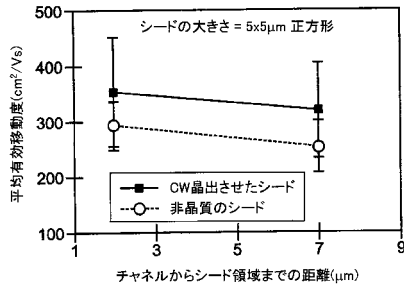 シードの大きさ = 5x5μm 正方形
500
400
300
200
100
平均有効移動度(cm²/Vs)
CW晶出させたシード
非晶質のシード
1
3
5
7
9
チャネルからシード領域までの距離(μm)